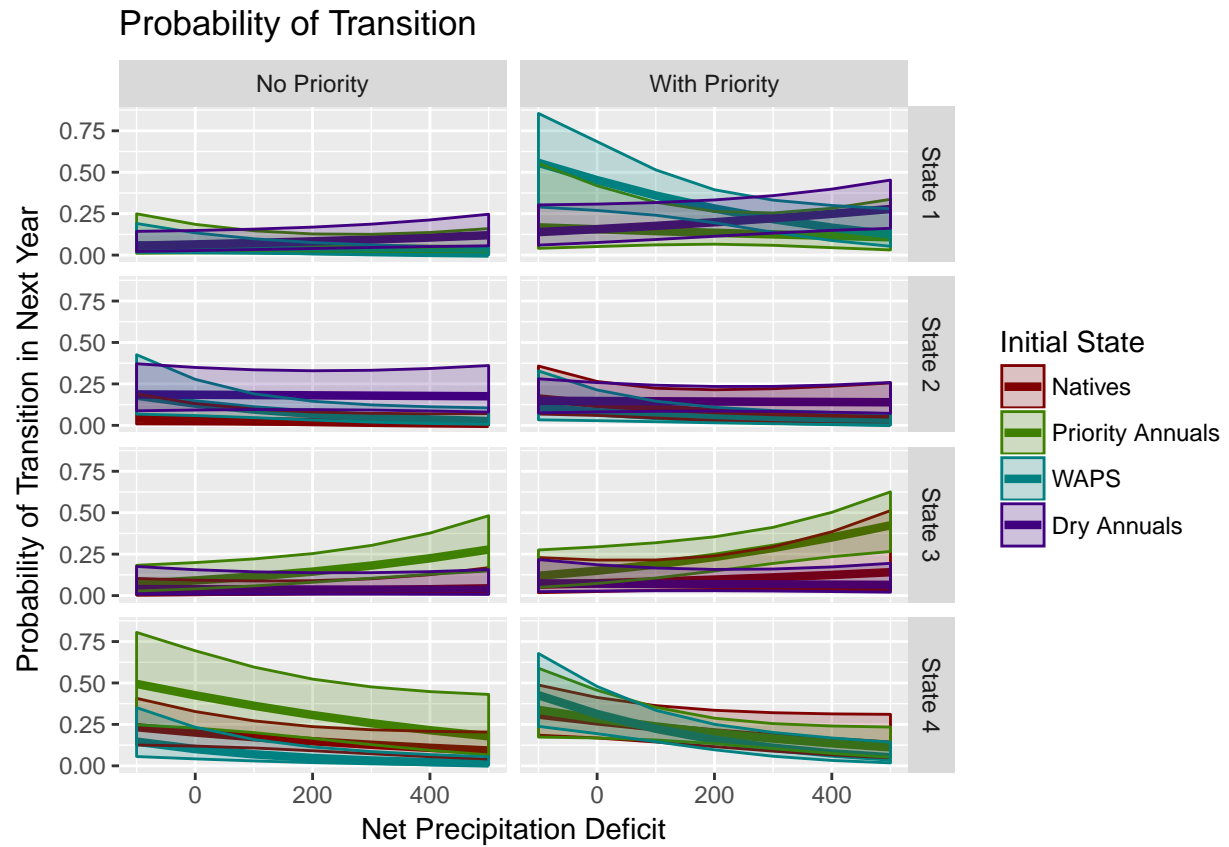 Probability of Transition
No Priority
With Priority
Probability of Transition in Next Year
0.75
0.50
0.25
0.00
State 1
0.75
0.50
0.25
0.00
State 2
0.75
0.50
0.25
0.00
State 3
0.75
0.50
0.25
0.00
State 4
0 200 400
0 200 400
Net Precipitation Deficit
Initial State
Natives
Priority Annuals
WAPS
Dry Annuals